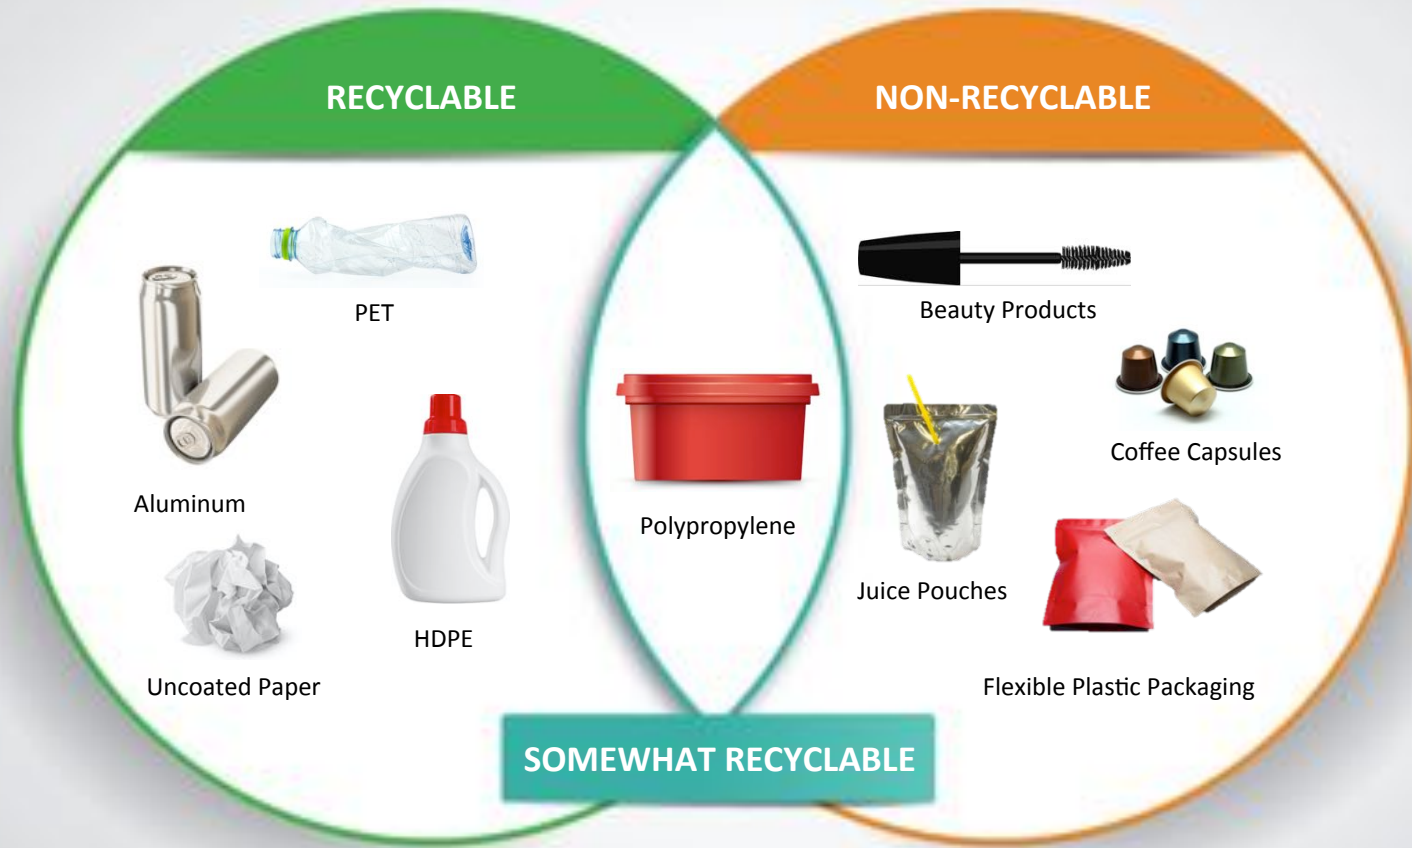 RECYCLABLE
NON-RECYCLABLE
PET
Beauty Products
Aluminum
Coffee Capsules
Polypropylene
Juice Pouches
HDPE
Uncoated Paper
Flexible Plastic Packaging
SOMEWHAT RECYCLABLE